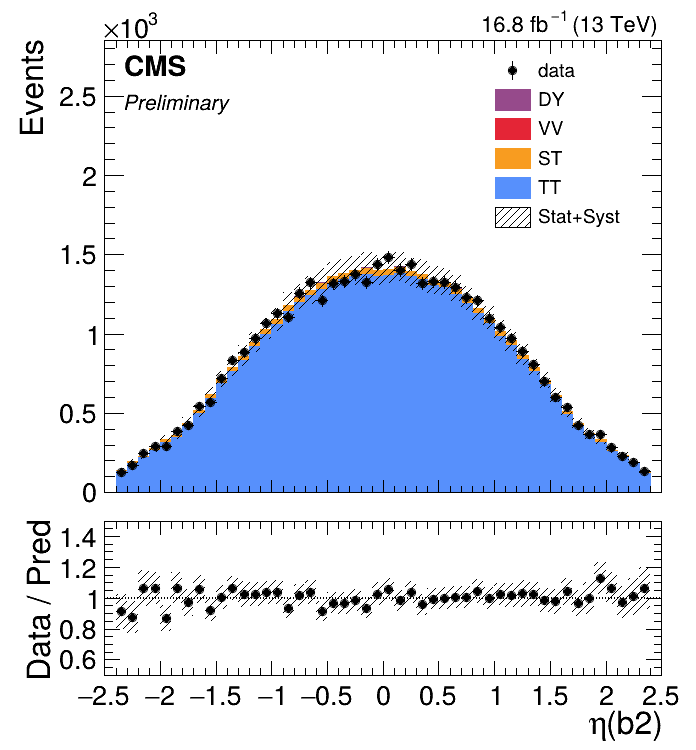 ×10³
16.8 fb⁻¹ (13 TeV)
CMS
Preliminary
data
DY
VV
ST
TT
Stat+Syst
Events
2.5
2
1.5
1
0.5
0
Data / Pred
1.4
1.2
1
0.8
0.6
−2.5 −2 −1.5 −1 −0.5 0 0.5 1 1.5 2 2.5
η(b2)